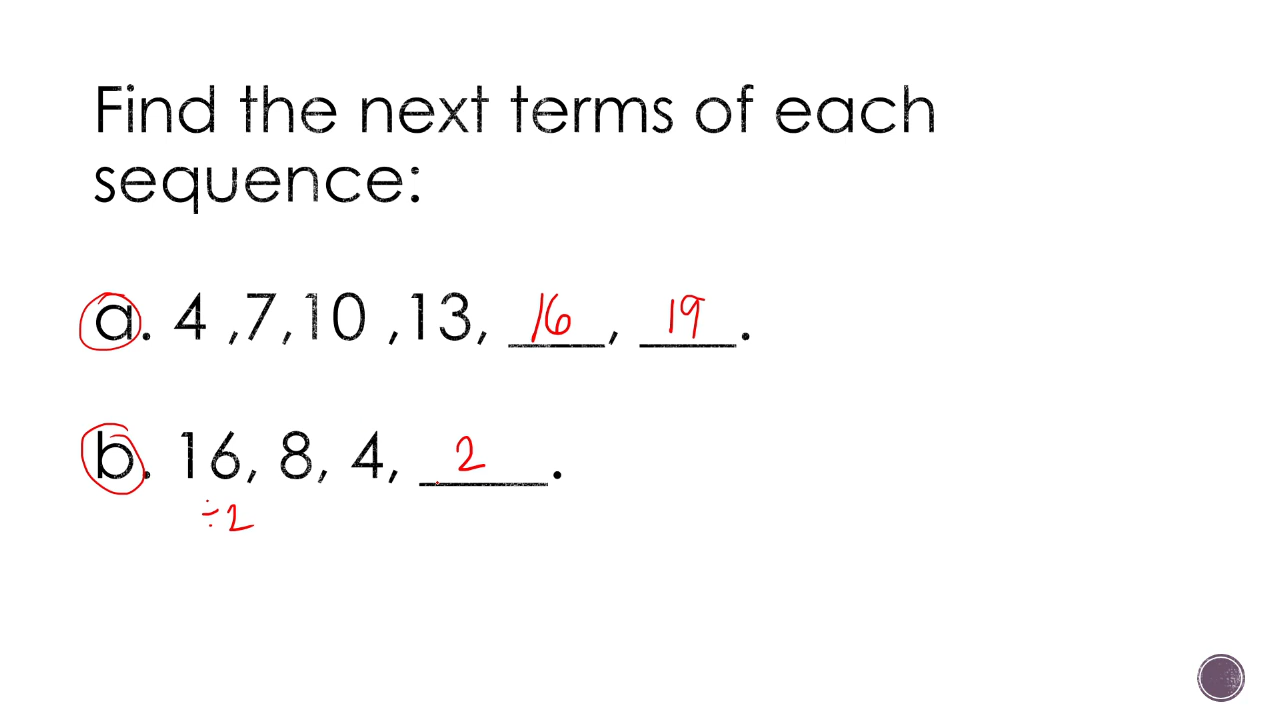 Find the next terms of each
sequence:
a. 4 ,7,10 ,13, 16, 19.
b. 16, 8, 4, 2.
÷2